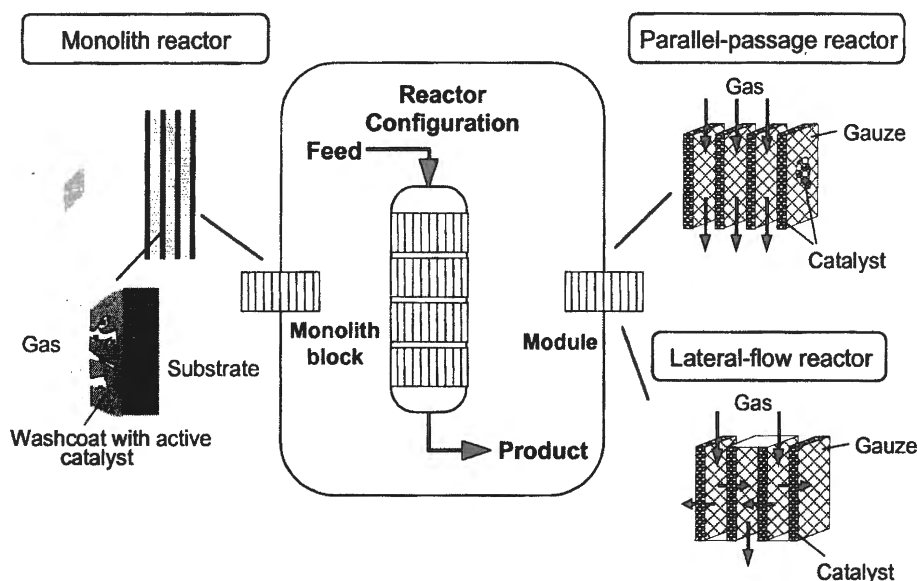 Monolith reactor
Gas
Substrate
Washcoat with active
catalyst
Reactor
Configuration
Feed
Monolith
block
Module
Product
Parallel-passage reactor
Gas
Gauze
Catalyst
Lateral-flow reactor
Gas
Gauze
Catalyst